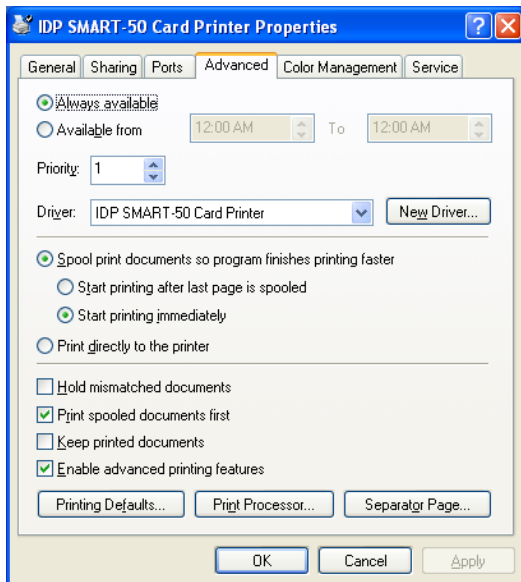 IDP SMART-50 Card Printer Properties
General Sharing Ports Advanced Color Management Service
Always available
Available from 12:00 AM To 12:00 AM
Priority: 1
Driver: IDP SMART-50 Card Printer New Driver...
Spool print documents so program finishes printing faster
Start printing after last page is spooled
Start printing immediately
Print directly to the printer
Hold mismatched documents
Print spooled documents first
Keep printed documents
Enable advanced printing features
Printing Defaults... Print Processor... Separator Page...
OK Cancel Apply